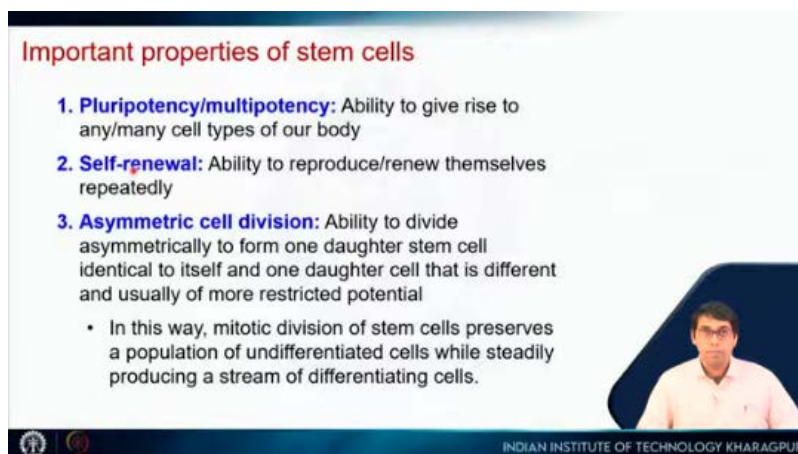 Important properties of stem cells
1. Pluripotency/multipotency: Ability to give rise to
any/many cell types of our body
2. Self-renewal: Ability to reproduce/renew themselves
repeatedly
3. Asymmetric cell division: Ability to divide
asymmetrically to form one daughter stem cell
identical to itself and one daughter cell that is different
and usually of more restricted potential
• In this way, mitotic division of stem cells preserves
a population of undifferentiated cells while steadily
producing a stream of differentiating cells.
INDIAN INSTITUTE OF TECHNOLOGY KHARAGPUR